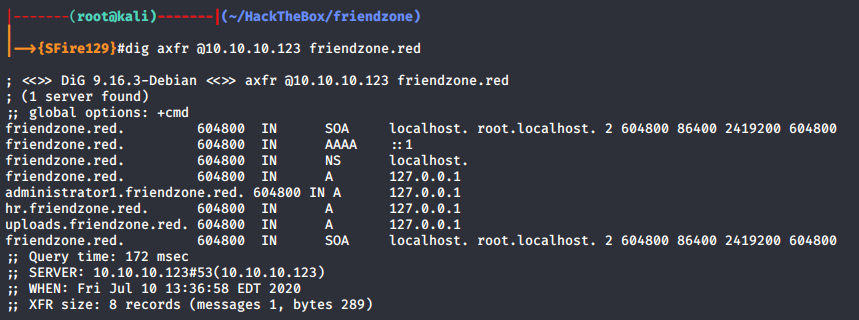 |-------(root@kali)-------|(~/HackTheBox/friendzone)
|
|-->{SFire129}#dig axfr @10.10.10.123 friendzone.red

; <<>> DiG 9.16.3-Debian <<>> axfr @10.10.10.123 friendzone.red
; (1 server found)
;; global options: +cmd
friendzone.red. 604800 IN SOA localhost. root.localhost. 2 604800 86400 2419200 604800
friendzone.red. 604800 IN AAAA ::1
friendzone.red. 604800 IN NS localhost.
friendzone.red. 604800 IN A 127.0.0.1
administrator1.friendzone.red. 604800 IN A 127.0.0.1
hr.friendzone.red. 604800 IN A 127.0.0.1
uploads.friendzone.red. 604800 IN A 127.0.0.1
friendzone.red. 604800 IN SOA localhost. root.localhost. 2 604800 86400 2419200 604800
;; Query time: 172 msec
;; SERVER: 10.10.10.123#53(10.10.10.123)
;; WHEN: Fri Jul 10 13:36:58 EDT 2020
;; XFR size: 8 records (messages 1, bytes 289)